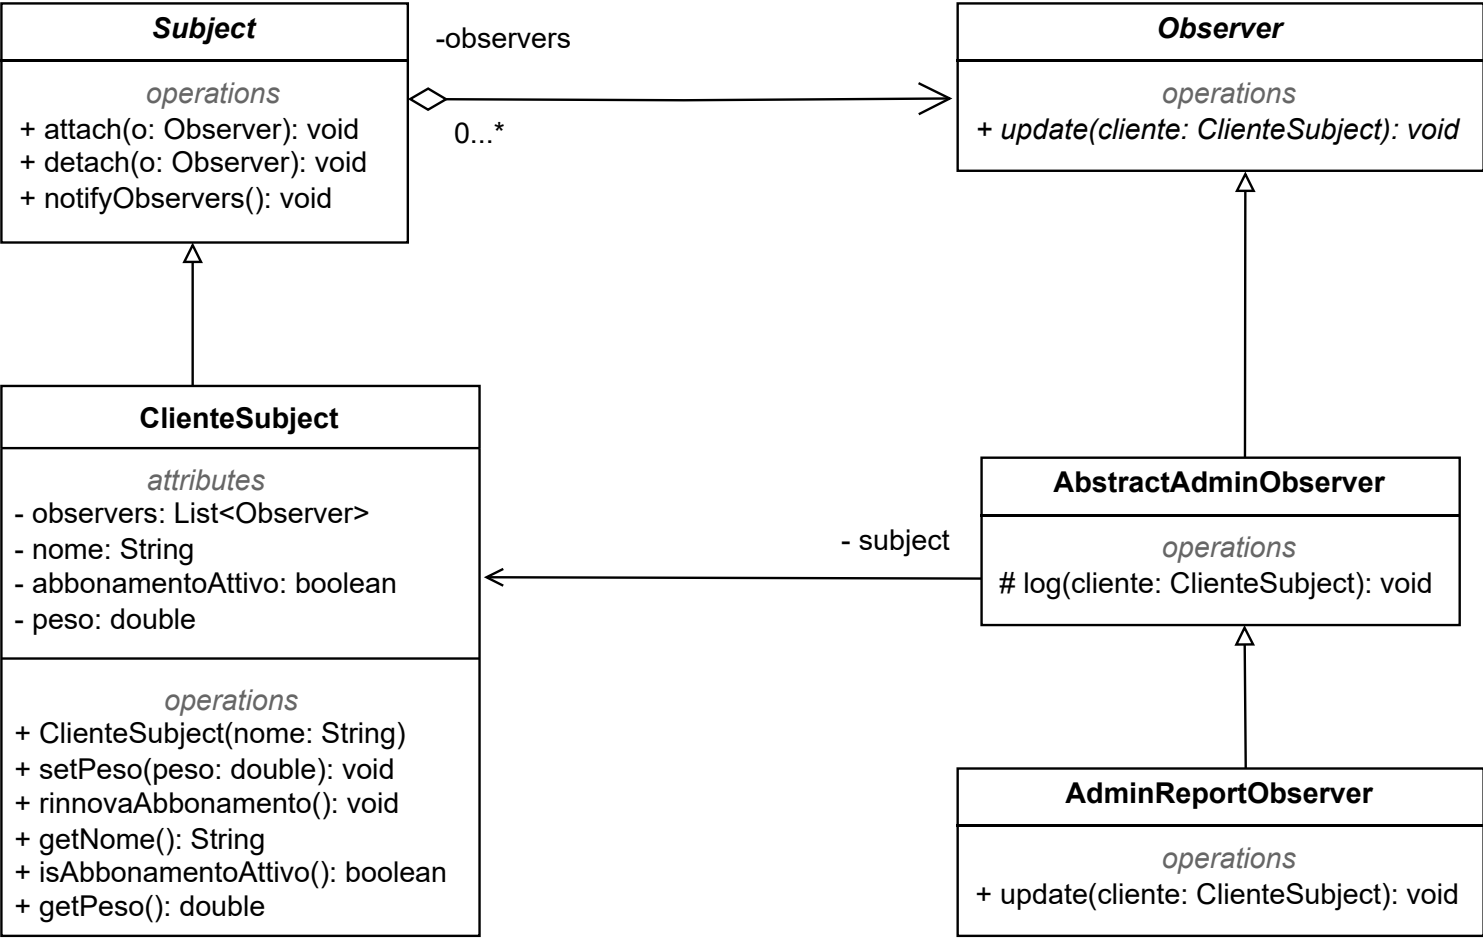 Subject
operations
+ attach(o: Observer): void
+ detach(o: Observer): void
+ notifyObservers(): void
-observers
0...*
Observer
operations
+ update(cliente: ClienteSubject): void
ClienteSubject
attributes
- observers: List<Observer>
- nome: String
- abbonamentoAttivo: boolean
- peso: double
operations
+ ClienteSubject(nome: String)
+ setPeso(peso: double): void
+ rinnovaAbbonamento(): void
+ getNome(): String
+ isAbbonamentoAttivo(): boolean
+ getPeso(): double
- subject
AbstractAdminObserver
operations
# log(cliente: ClienteSubject): void
AdminReportObserver
operations
+ update(cliente: ClienteSubject): void